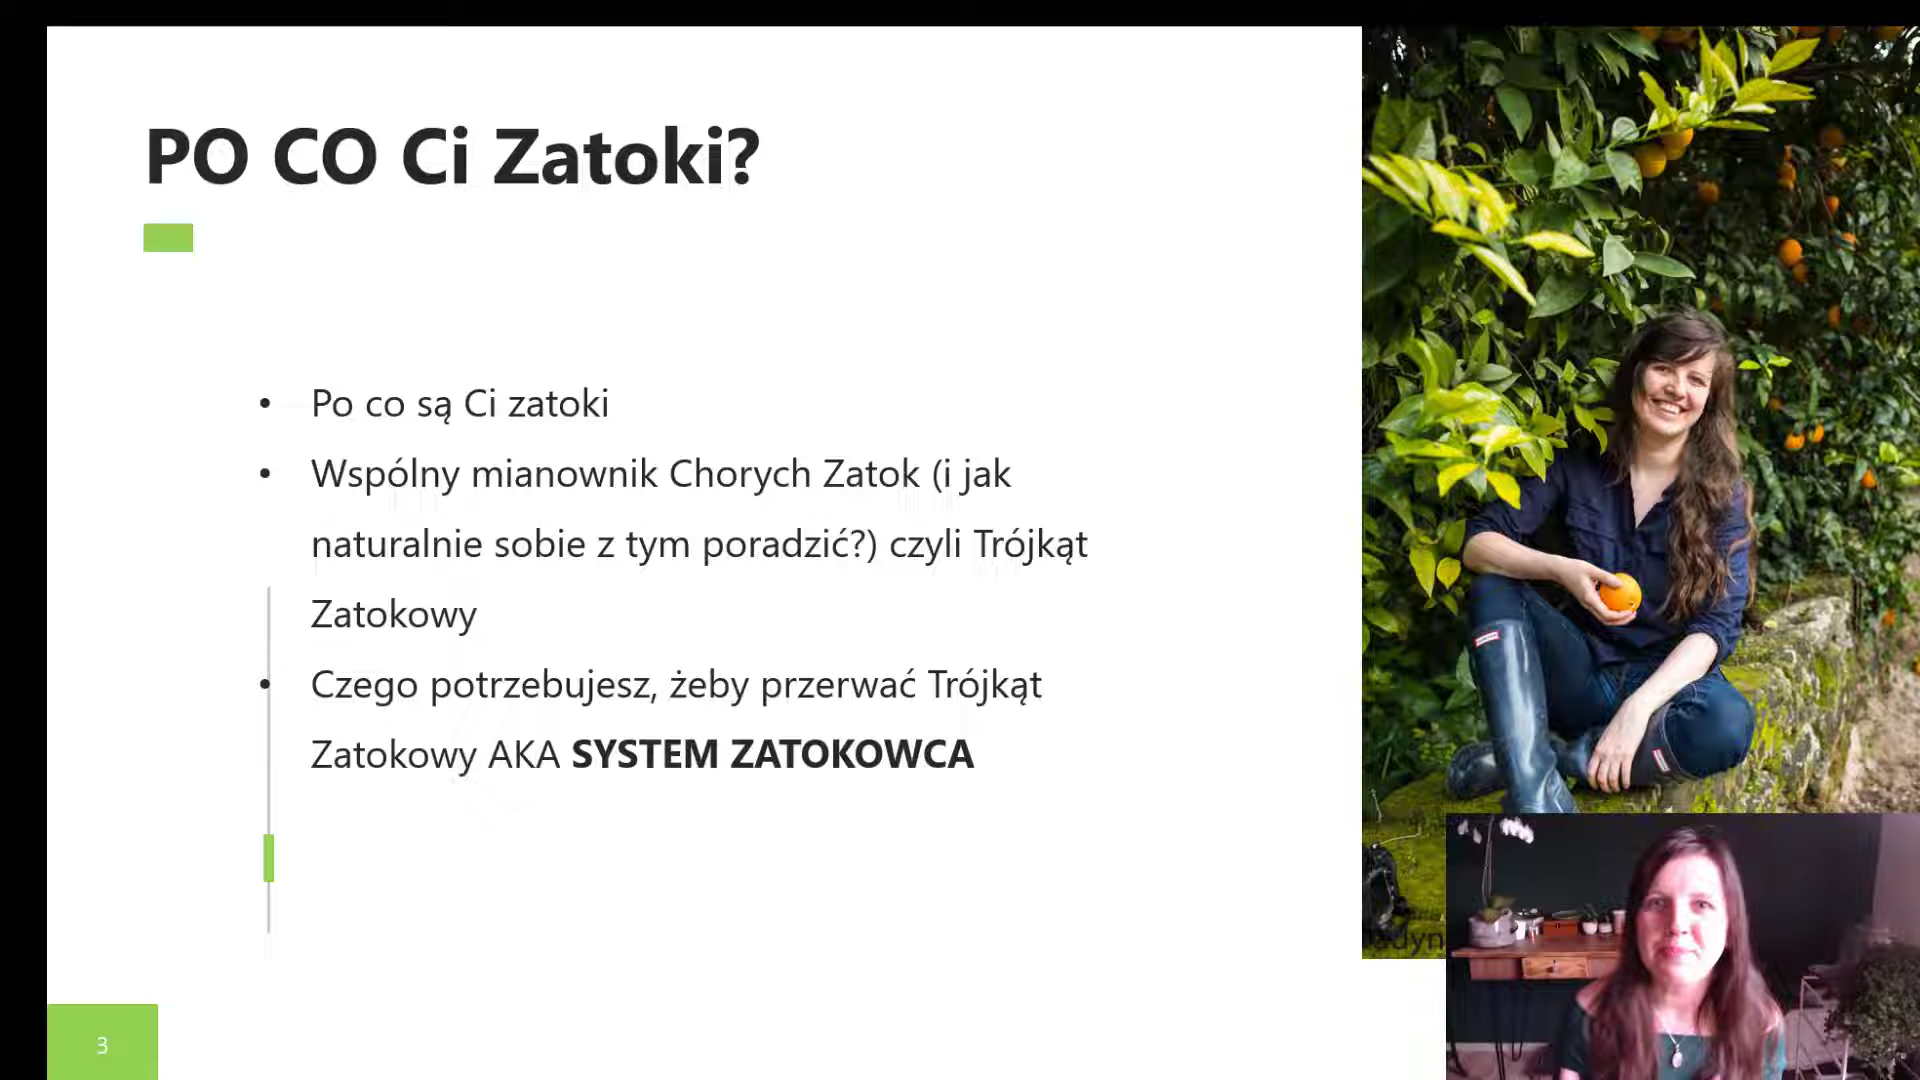 PO CO Ci Zatoki?
• Po co są Ci zatoki
• Wspólny mianownik Chorych Zatok (i jak
naturalnie sobie z tym poradzić?) czyli Trójkąt
Zatokowy
• Czego potrzebujesz, żeby przerwać Trójkąt
Zatokowy AKA SYSTEM ZATOKOWCA
3